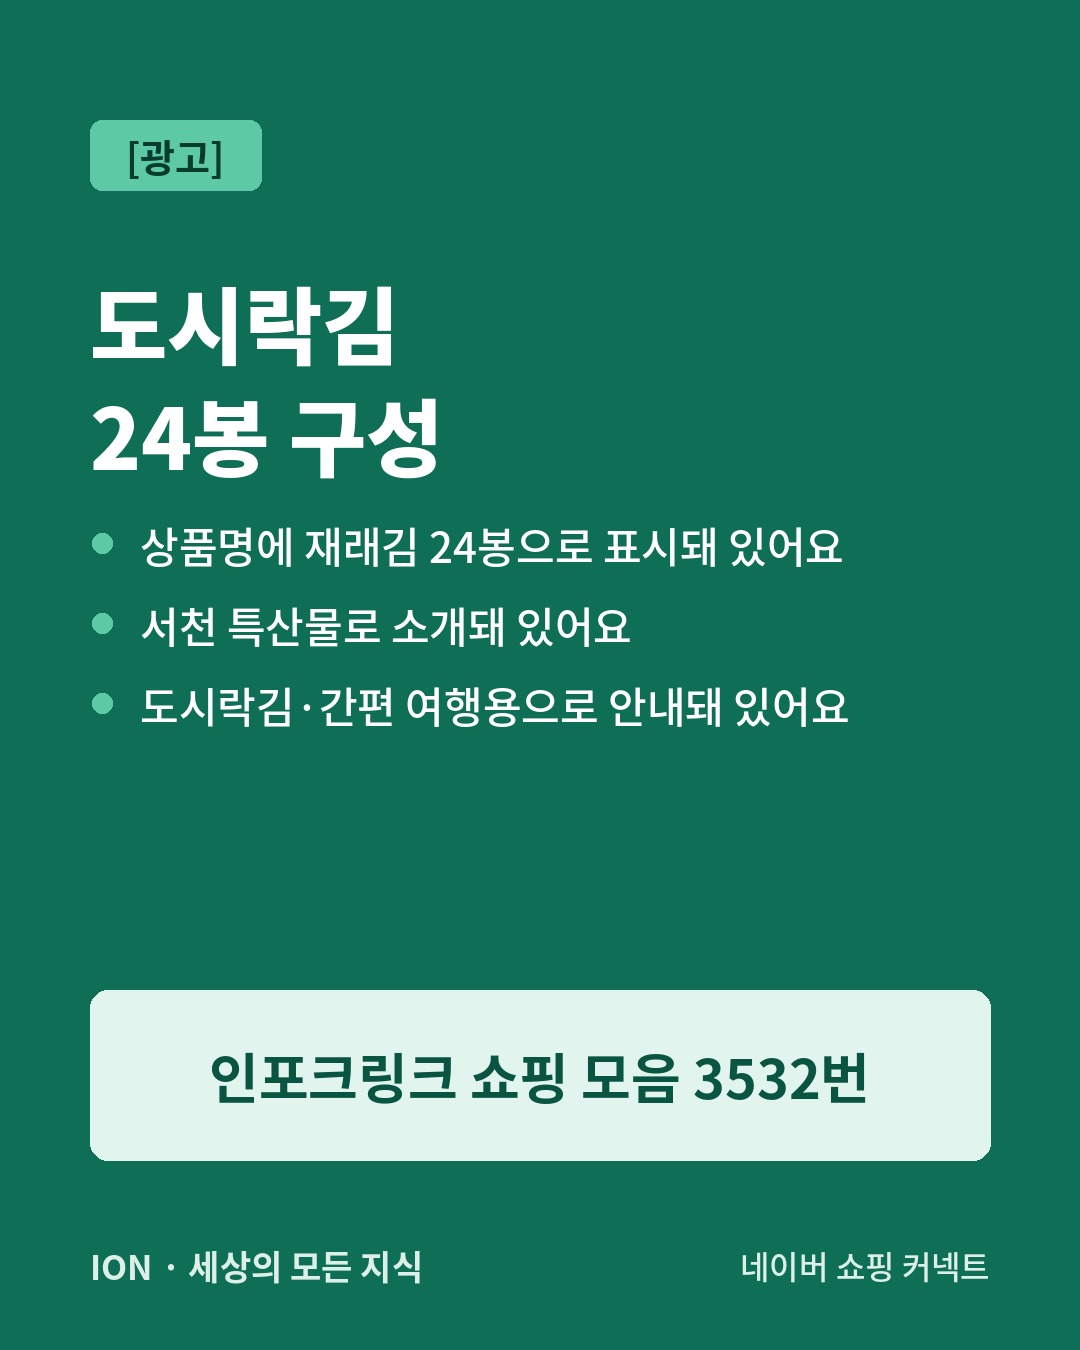 [광고]
도시락김
24봉 구성
상품명에 재래김 24봉으로 표시돼 있어요
서천 특산물로 소개돼 있어요
도시락김·간편 여행용으로 안내돼 있어요
인포크링크 쇼핑 모음 3532번
ION · 세상의 모든 지식
네이버 쇼핑 커넥트